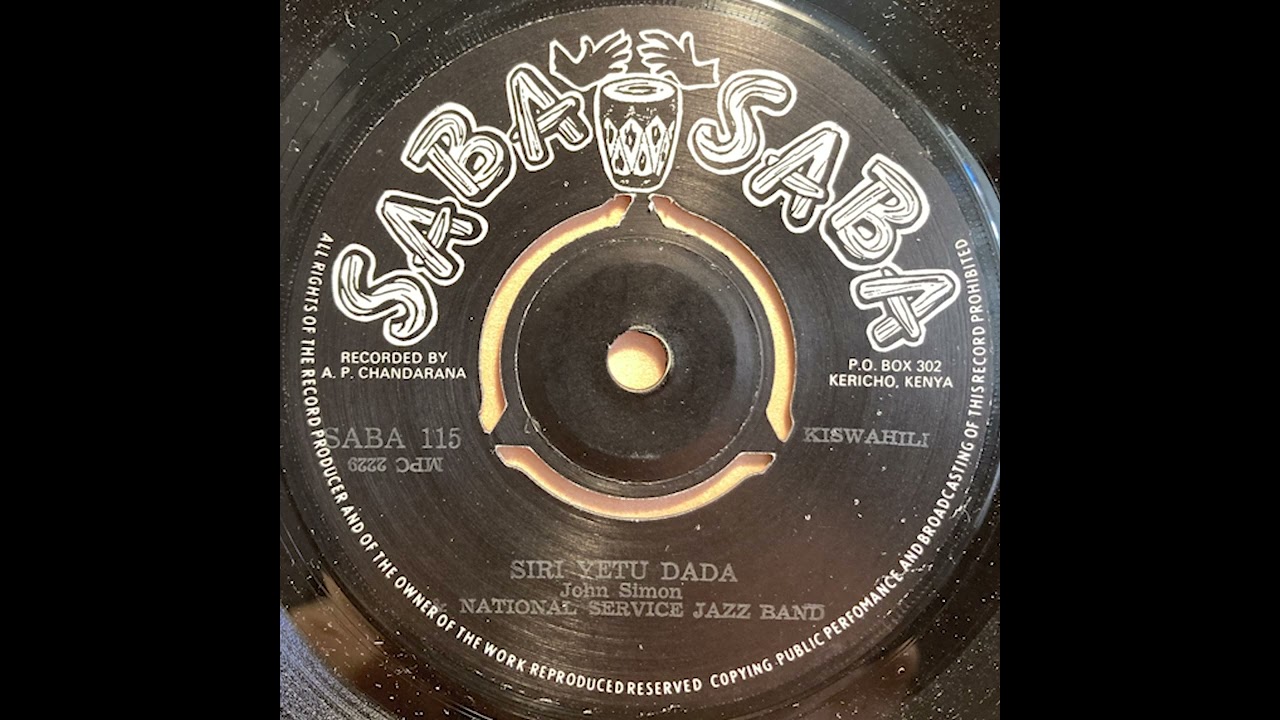 SABA SABA
RECORDED BY
A. P. CHANDARANA
P.O. BOX 302
KERICHO, KENYA
SABA 115
MPC 2229
KISWAHILI
SIRI YETU DADA
John Simon
& NATIONAL SERVICE JAZZ BAND
ALL RIGHTS OF THE RECORD PRODUCER AND OF THE OWNER OF THE WORK REPRODUCED RESERVED COPYING PUBLIC PERFOMANCE AND BROADCASTING OF THIS RECORD PROHIBITED